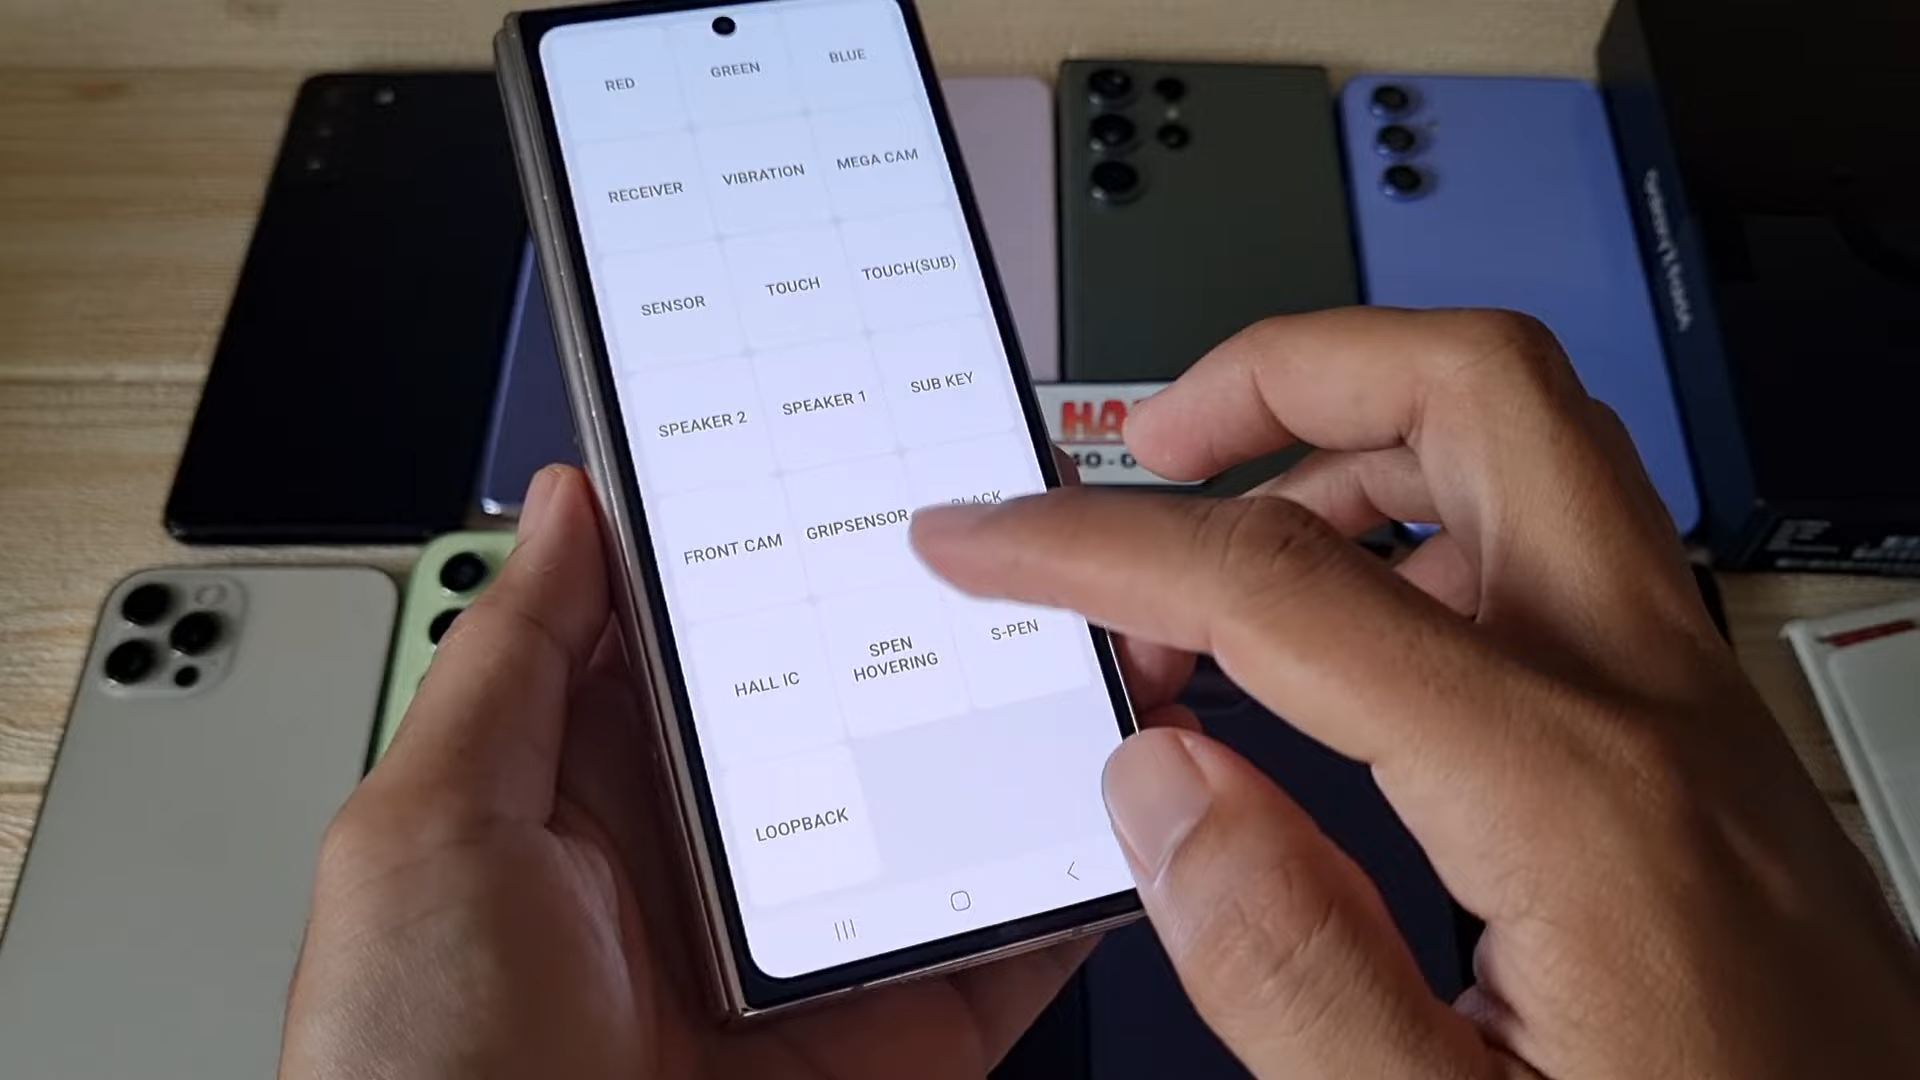 RED
GREEN
BLUE
RECEIVER
VIBRATION
MEGA CAM
SENSOR
TOUCH
TOUCH(SUB)
SPEAKER 2
SPEAKER 1
SUB KEY
FRONT CAM
GRIPSENSOR
BLACK
HALL IC
SPEN
HOVERING
S-PEN
LOOPBACK